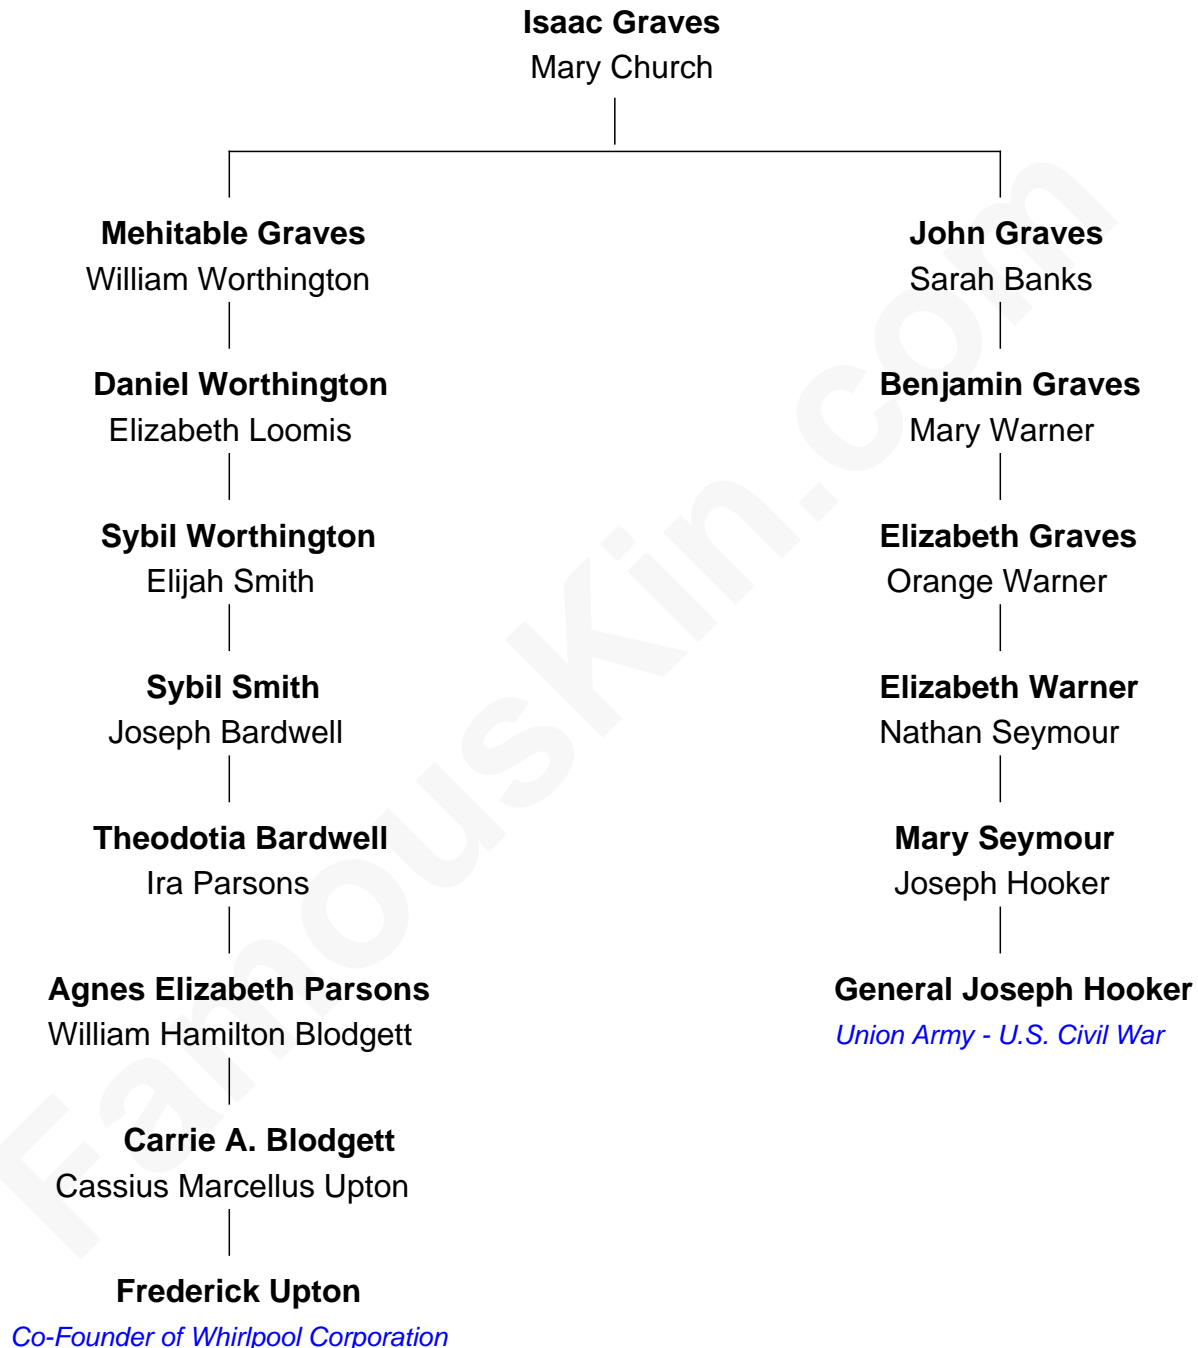 Isaac Graves
Mary Church
Mehitable Graves
William Worthington
Daniel Worthington
Elizabeth Loomis
Sybil Worthington
Elijah Smith
Sybil Smith
Joseph Bardwell
Theodotia Bardwell
Ira Parsons
Agnes Elizabeth Parsons
William Hamilton Blodgett
Carrie A. Blodgett
Cassius Marcellus Upton
Frederick Upton
Co-Founder of Whirlpool Corporation
John Graves
Sarah Banks
Benjamin Graves
Mary Warner
Elizabeth Graves
Orange Warner
Elizabeth Warner
Nathan Seymour
Mary Seymour
Joseph Hooker
General Joseph Hooker
Union Army - U.S. Civil War
FamousKin.com